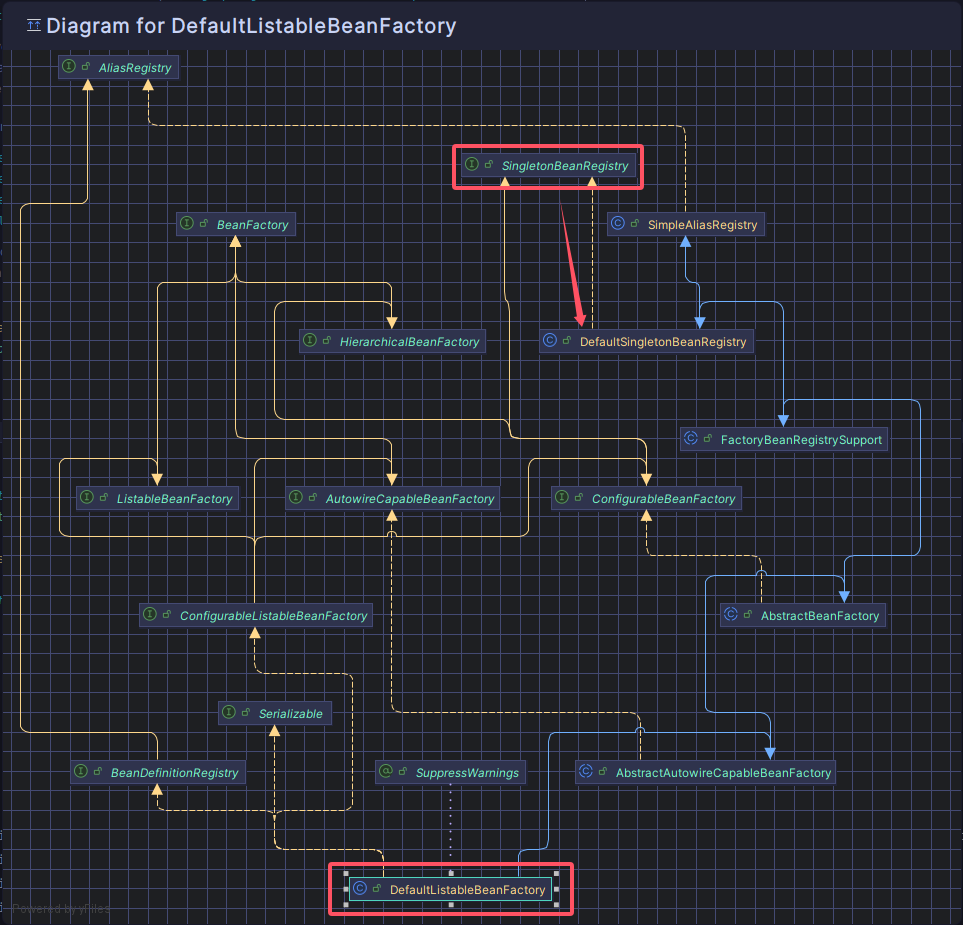 Diagram for DefaultListableBeanFactory
AliasRegistry
SingletonBeanRegistry
BeanFactory
SimpleAliasRegistry
HierarchicalBeanFactory
DefaultSingletonBeanRegistry
FactoryBeanRegistrySupport
ListableBeanFactory
AutowireCapableBeanFactory
ConfigurableBeanFactory
ConfigurableListableBeanFactory
AbstractBeanFactory
Serializable
BeanDefinitionRegistry
SuppressWarnings
AbstractAutowireCapableBeanFactory
DefaultListableBeanFactory
Powered by yFiles